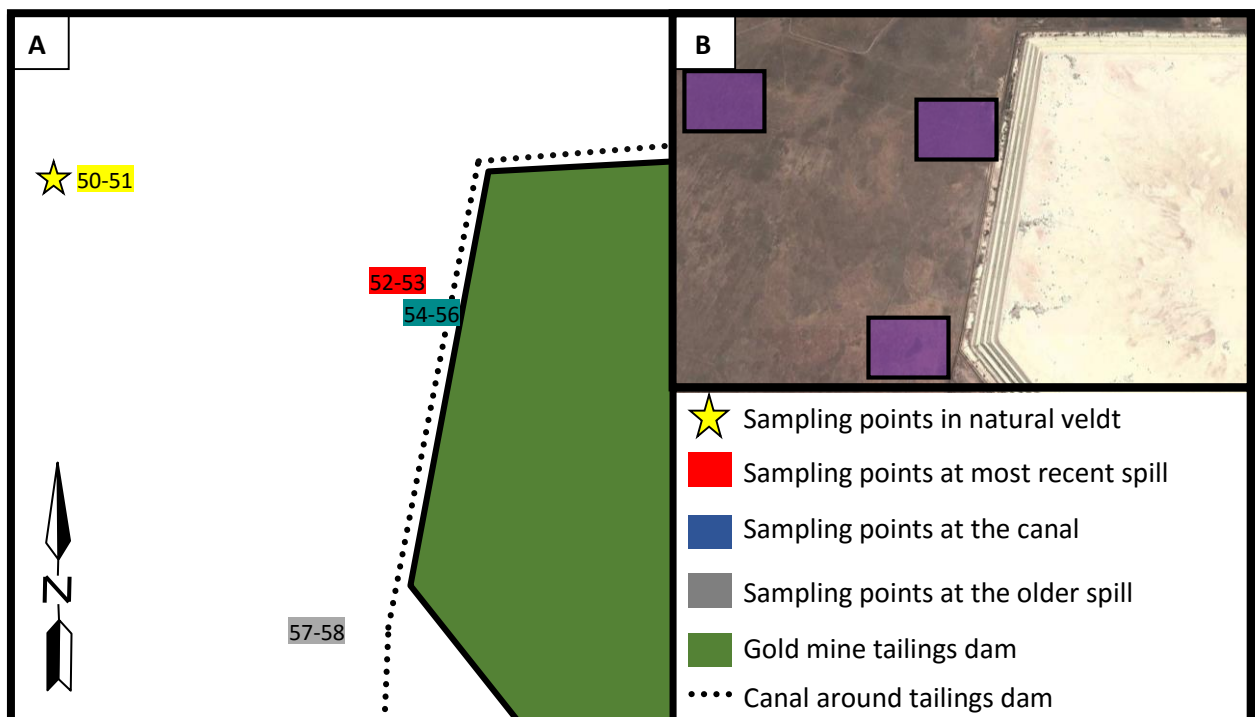 A
50-51
52-53
54-56
57-58
N
B
Sampling points in natural veldt
Sampling points at most recent spill
Sampling points at the canal
Sampling points at the older spill
Gold mine tailings dam
Canal around tailings dam